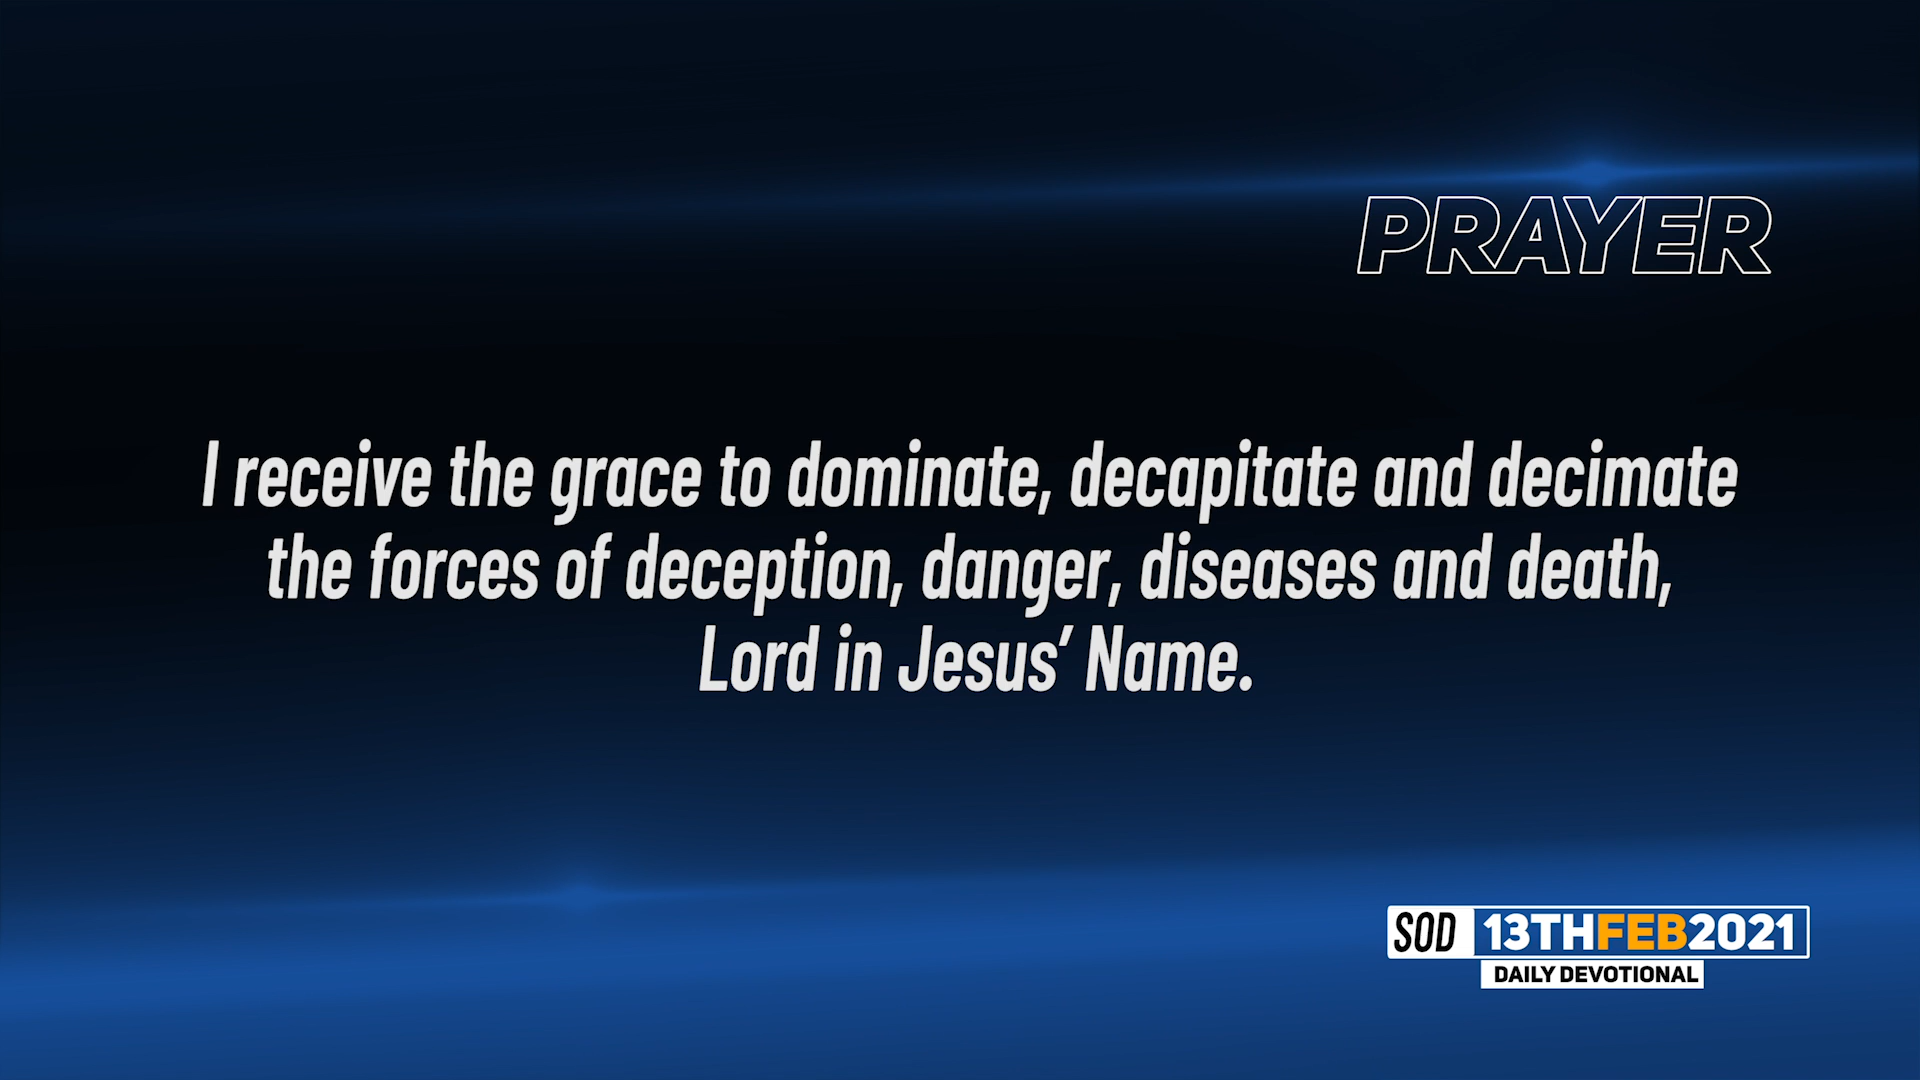 PRAYER
I receive the grace to dominate, decapitate and decimate
the forces of deception, danger, diseases and death,
Lord in Jesus’ Name.
SOD 13THFEB2021
DAILY DEVOTIONAL